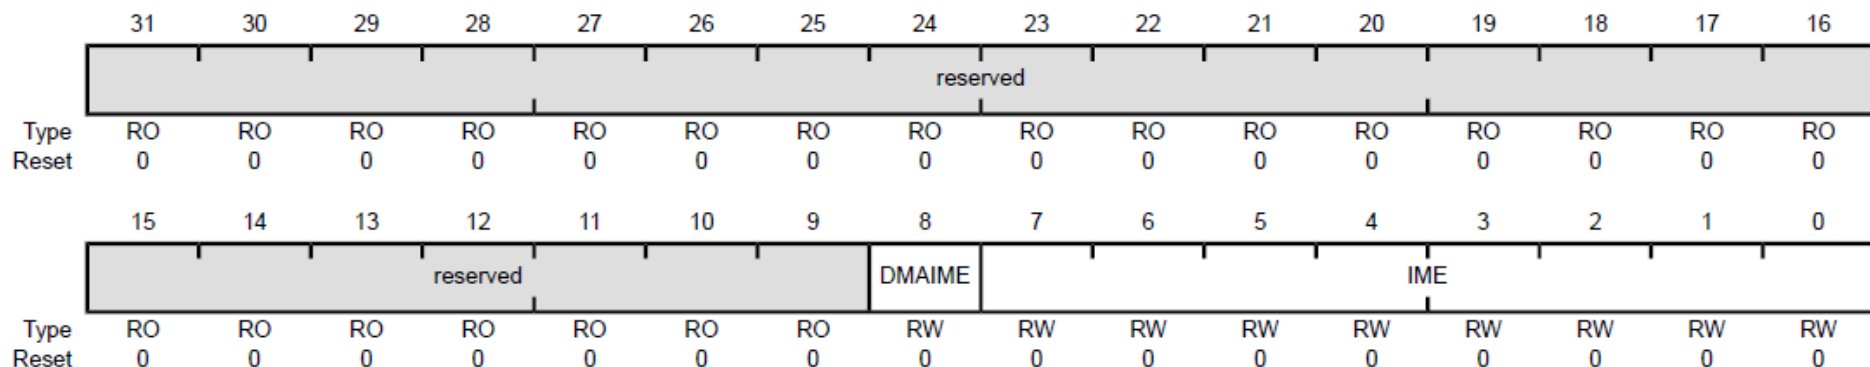 31 30 29 28 27 26 25 24 23 22 21 20 19 18 17 16
reserved
Type RO RO RO RO RO RO RO RO RO RO RO RO RO RO RO RO
Reset 0 0 0 0 0 0 0 0 0 0 0 0 0 0 0 0
15 14 13 12 11 10 9 8 7 6 5 4 3 2 1 0
reserved DMAIME IME
Type RO RO RO RO RO RO RO RW RW RW RW RW RW RW RW RW
Reset 0 0 0 0 0 0 0 0 0 0 0 0 0 0 0 0